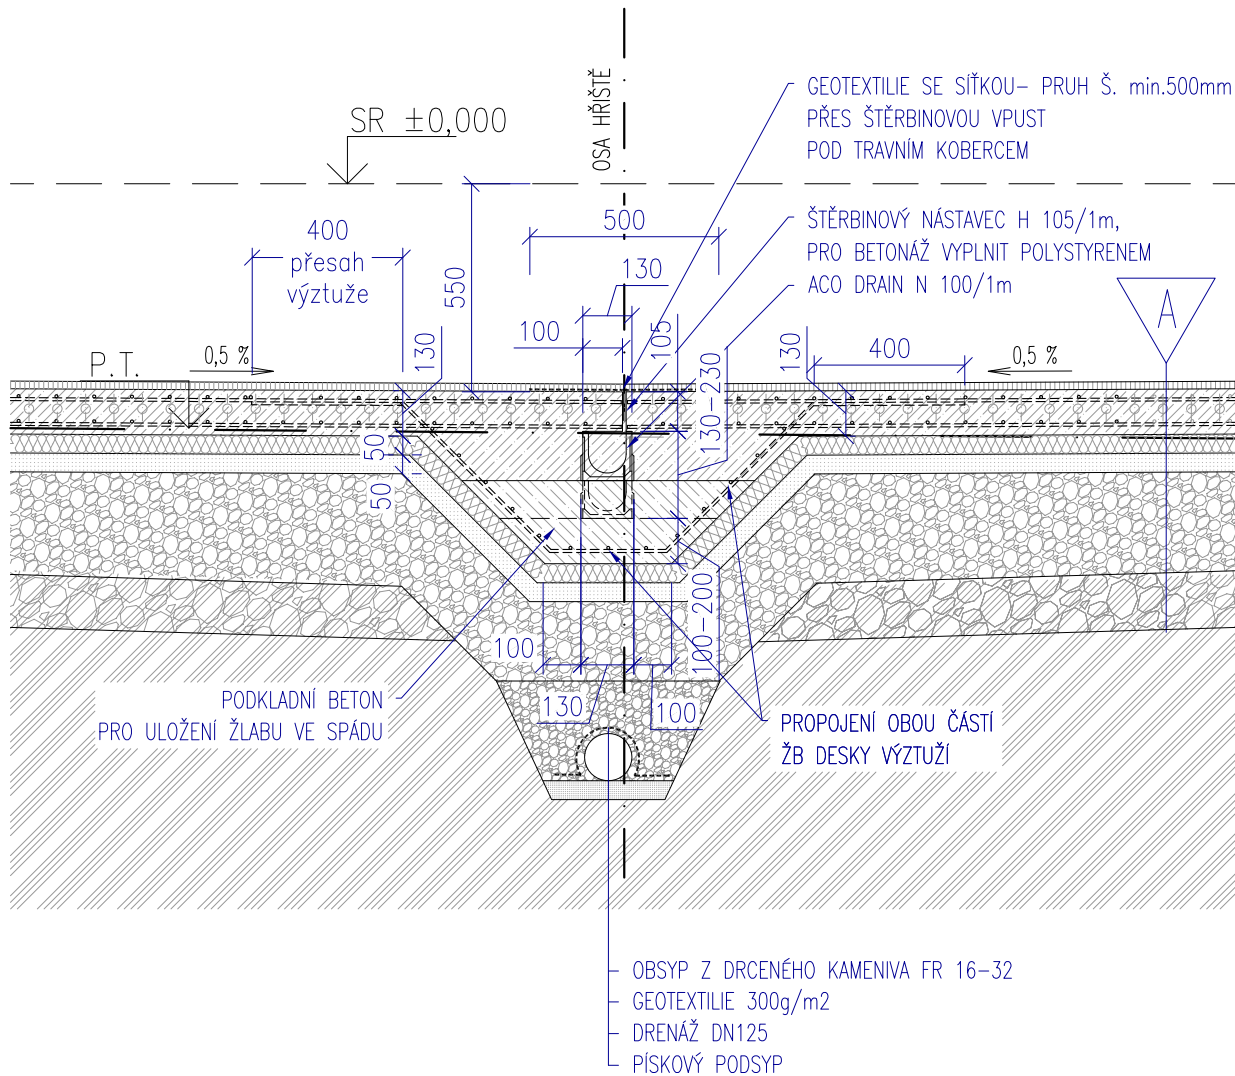 OSA HŘIŠTĚ
GEOTEXTILIE SE SÍŤKOU- PRUH Š. min.500mm
PŘES ŠTĚRBINOVOU VPUST
POD TRAVNÍM KOBERCEM
SR ±0,000
ŠTĚRBINOVÝ NÁSTAVEC H 105/1m,
PRO BETONÁŽ VYPLNIT POLYSTYRENEM
ACO DRAIN N 100/1m
400
přesah
výztuže
550
500
130
100
105
130
130-230
130
400
A
P.T.
0,5 %
0,5 %
50
50
100
130
100
100-200
PODKLADNÍ BETON
PRO ULOŽENÍ ŽLABU VE SPÁDU
PROPOJENÍ OBOU ČÁSTÍ
ŽB DESKY VÝZTUŽÍ
OBSYP Z DRCENÉHO KAMENIVA FR 16-32
GEOTEXTILIE 300g/m2
DRENÁŽ DN125
PÍSKOVÝ PODSYP